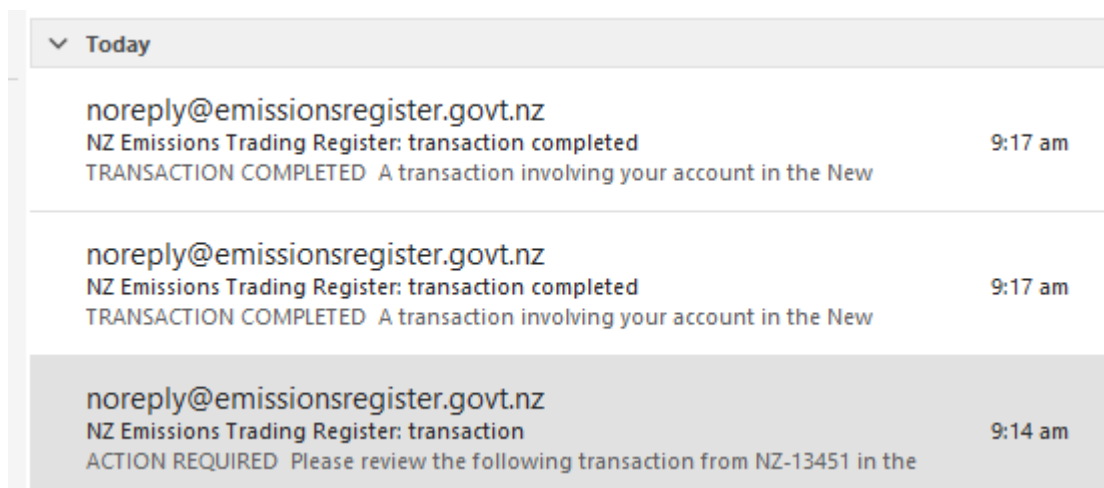 Today
noreply@emissionsregister.govt.nz
NZ Emissions Trading Register: transaction completed 9:17 am
TRANSACTION COMPLETED A transaction involving your account in the New
noreply@emissionsregister.govt.nz
NZ Emissions Trading Register: transaction completed 9:17 am
TRANSACTION COMPLETED A transaction involving your account in the New
noreply@emissionsregister.govt.nz
NZ Emissions Trading Register: transaction 9:14 am
ACTION REQUIRED Please review the following transaction from NZ-13451 in the